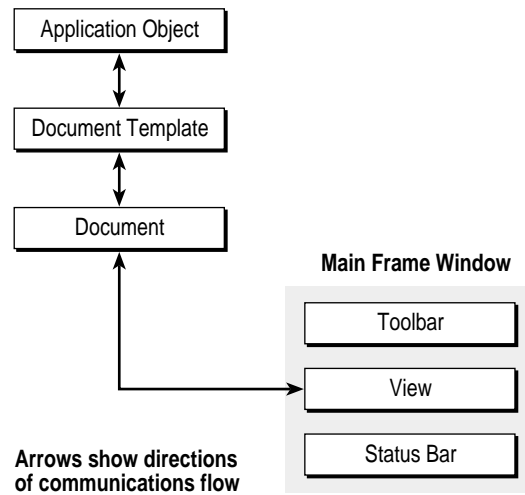 Application Object
Document Template
Document
Main Frame Window
Toolbar
View
Status Bar
Arrows show directions
of communications flow